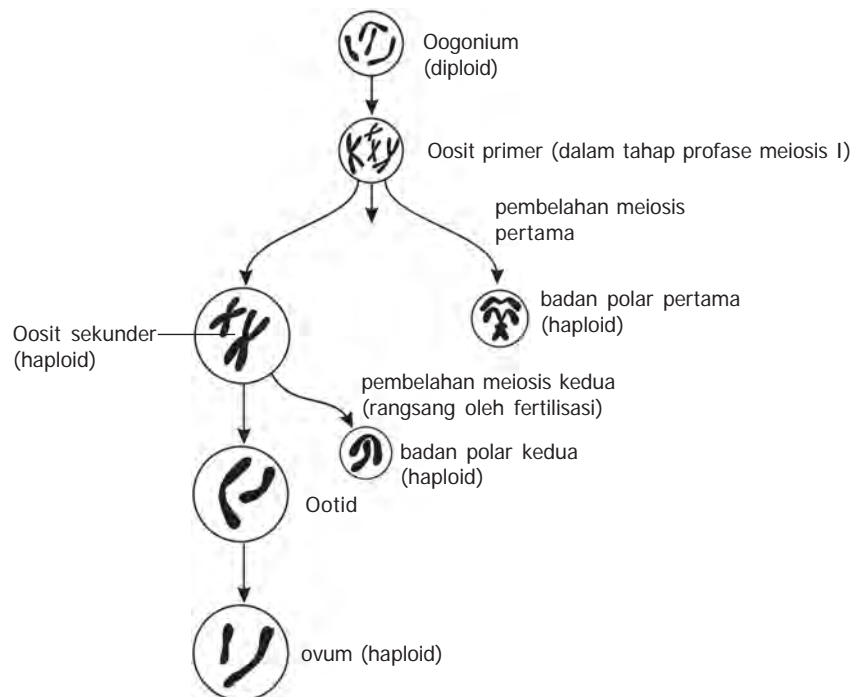 Oogonium
(diploid)
Oosit primer (dalam tahap profase meiosis I)
pembelahan meiosis
pertama
badan polar pertama
(haploid)
Oosit sekunder
(haploid)
pembelahan meiosis kedua
(rangsang oleh fertilisasi)
badan polar kedua
(haploid)
Ootid
ovum (haploid)